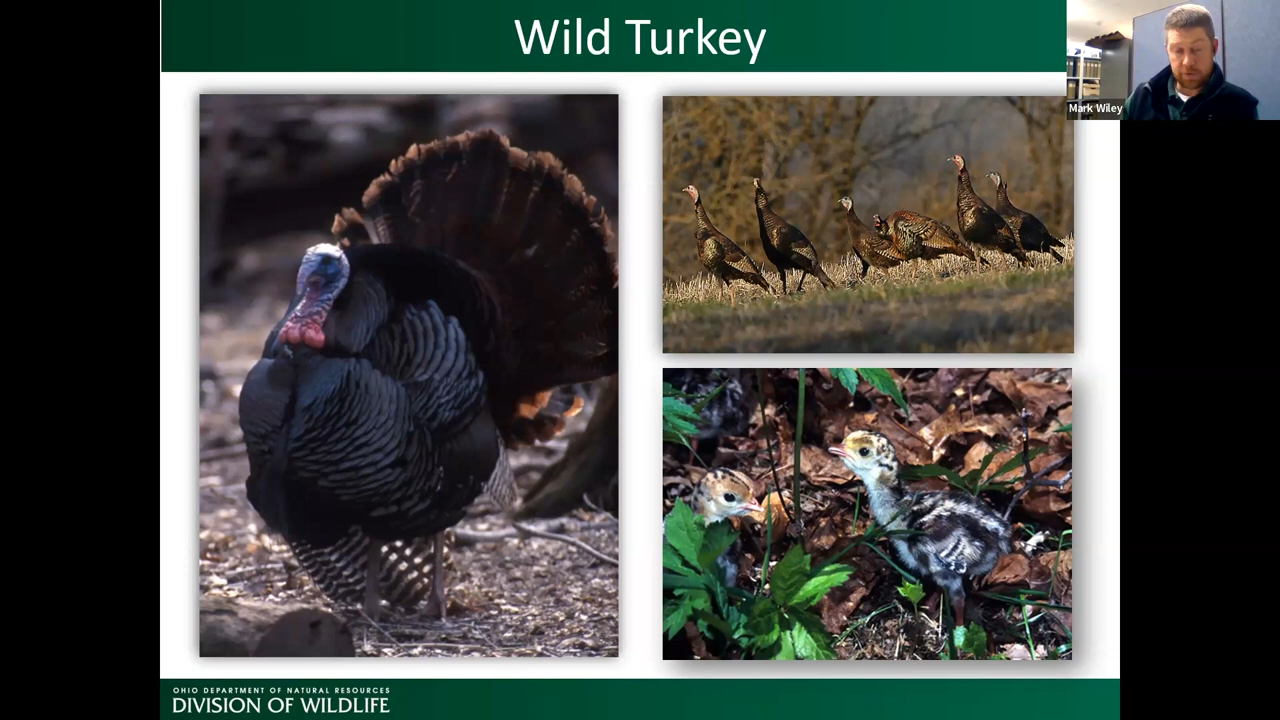 Wild Turkey
Mark Wiley
OHIO DEPARTMENT OF NATURAL RESOURCES
DIVISION OF WILDLIFE